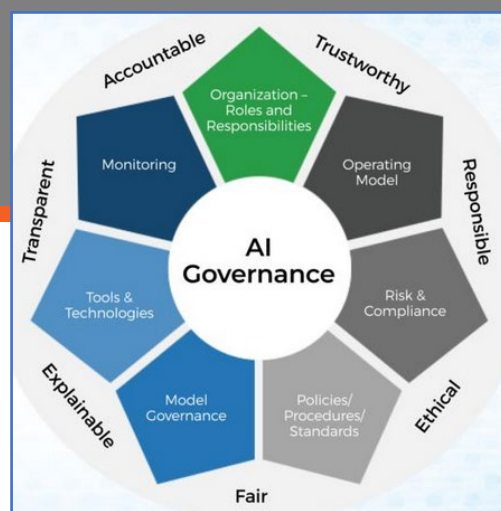 Accountable
Trustworthy
Organization –
Roles and
Responsibilities
Monitoring
Operating
Model
Transparent
Responsible
AI
Governance
Tools &
Technologies
Risk &
Compliance
Model
Governance
Policies/
Procedures/
Standards
Explainable
Ethical
Fair